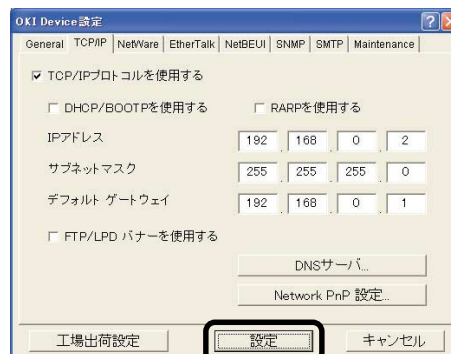 OKI Device設定
General TCP/IP NetWare EtherTalk NetBEUI SNMP SMTP Maintenance
TCP/IPプロトコルを使用する
DHCP/BOOTPを使用する RARPを使用する
IPアドレス 192 . 168 . 0 . 2
サブネットマスク 255 . 255 . 255 . 0
デフォルト ゲートウェイ 192 . 168 . 0 . 1
FTP/LPD バナーを使用する
DNSサーバ...
Network PnP 設定...
工場出荷設定 設定 キャンセル